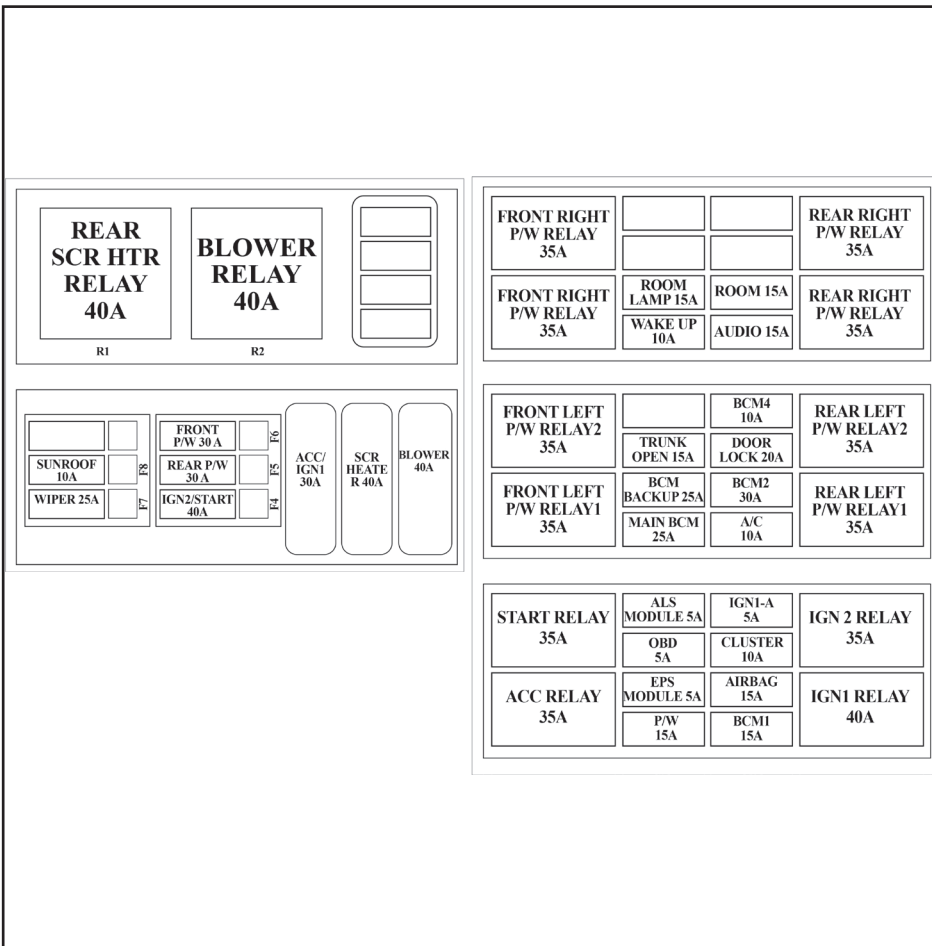 REAR
SCR HTR
RELAY
40A
R1
BLOWER
RELAY
40A
R2
SUNROOF
10A
F8
WIPER 25A
F7
FRONT
P/W 30 A
F6
REAR P/W
30 A
F5
IGN2/START
40A
F4
ACC/
IGN1
30A
SCR
HEATE
R 40A
BLOWER
40A
FRONT RIGHT
P/W RELAY
35A
REAR RIGHT
P/W RELAY
35A
FRONT RIGHT
P/W RELAY
35A
ROOM
LAMP 15A
ROOM 15A
WAKE UP
10A
AUDIO 15A
REAR RIGHT
P/W RELAY
35A
FRONT LEFT
P/W RELAY2
35A
BCM4
10A
TRUNK
OPEN 15A
DOOR
LOCK 20A
REAR LEFT
P/W RELAY2
35A
FRONT LEFT
P/W RELAY1
35A
BCM
BACKUP 25A
BCM2
30A
MAIN BCM
25A
A/C
10A
REAR LEFT
P/W RELAY1
35A
START RELAY
35A
ALS
MODULE 5A
IGN1-A
5A
OBD
5A
CLUSTER
10A
IGN 2 RELAY
35A
ACC RELAY
35A
EPS
MODULE 5A
AIRBAG
15A
P/W
15A
BCM1
15A
IGN1 RELAY
40A